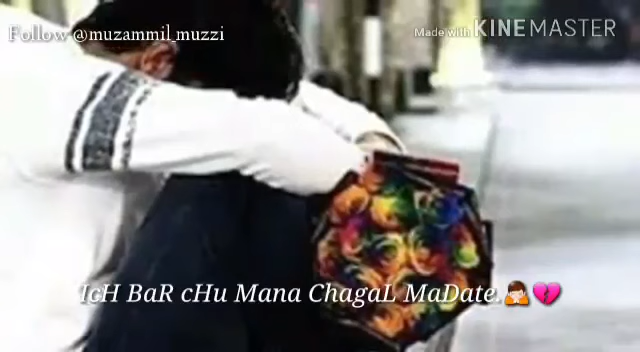 Follow @muzammil_muzzi
Made with KINEMASTER
IcH BaR cHu Mana ChagaL MaDate.🙇💔